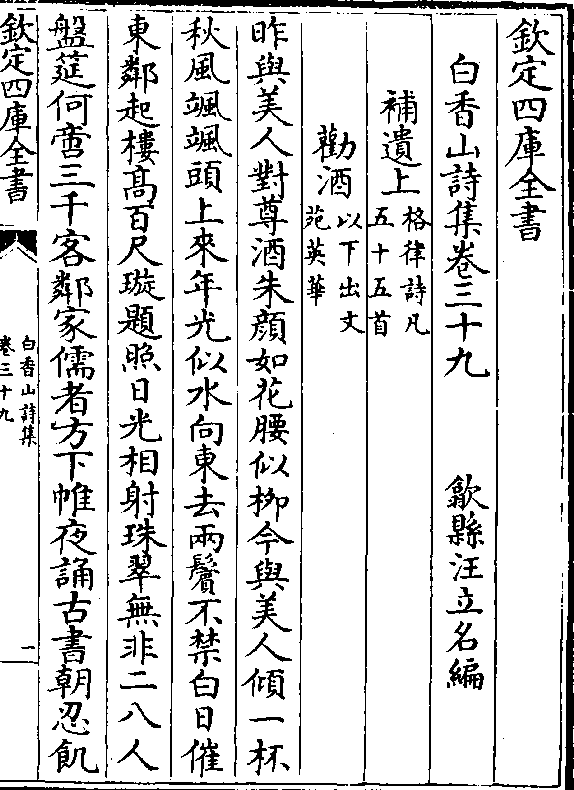 欽定四庫全書
白香山詩集卷三十九　歙縣汪立名編
補遺上　格律詩凡
五十五首
勸酒　以下出文
苑英華
昨與美人對尊酒朱顔如花腰似栁今與美人傾一杯
秋風颯颯頭上來年光似水向東去兩鬢不禁白日催
東鄰起樓髙百尺璇題照日光相射珠翠無非二八人
盤筵何啻三千客鄰家儒者方下帷夜誦古書朝忍飢
欽定四庫全書
白香山詩集
卷三十九
一